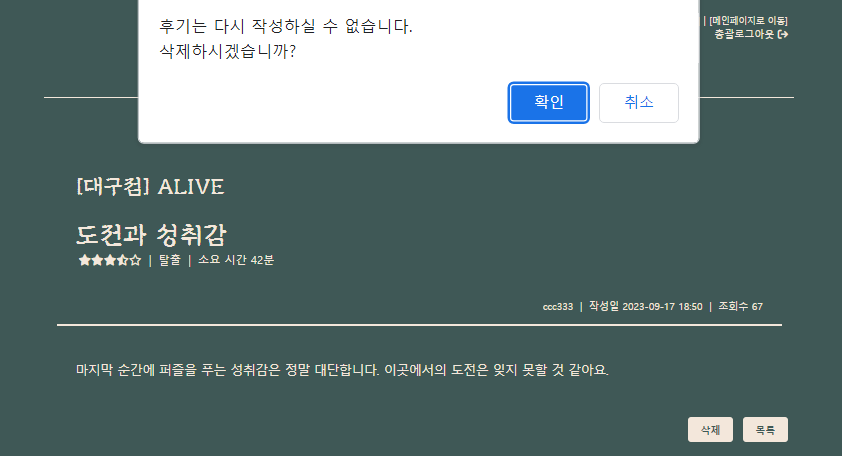 후기는 다시 작성하실 수 없습니다.
삭제하시겠습니까?
확인 취소
| [메인페이지로 이동]
총괄로그아웃
[대구점] ALIVE
도전과 성취감
| 탈출 | 소요 시간 42분
ccc333 | 작성일 2023-09-17 18:50 | 조회수 67
마지막 순간에 퍼즐을 푸는 성취감은 정말 대단합니다. 이곳에서의 도전은 잊지 못할 것 같아요.
삭제 목록